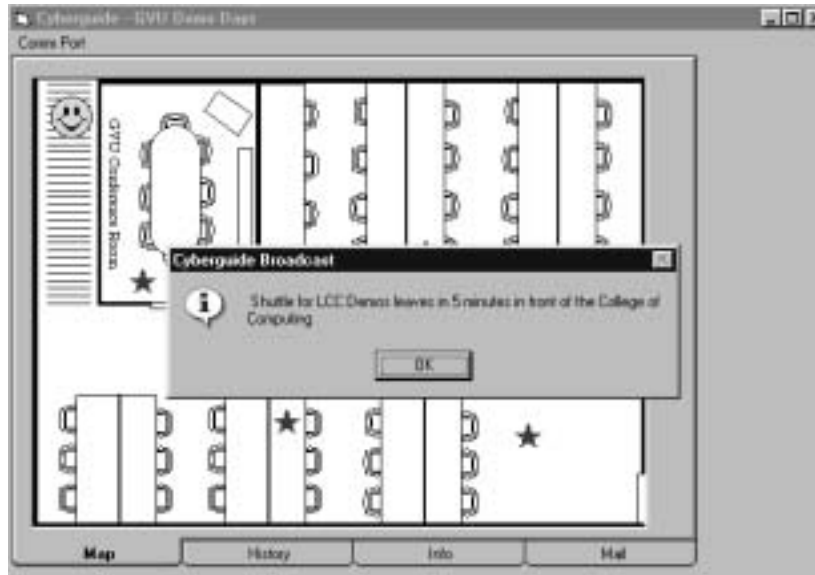 Cyberguide - GVU Demo Days
Comm Port
GVU Conference Room
Cyberguide Broadcast
Shuttle for LCC Demos leaves in 5 minutes in front of the College of
Computing
OK
Map
History
Info
Mail